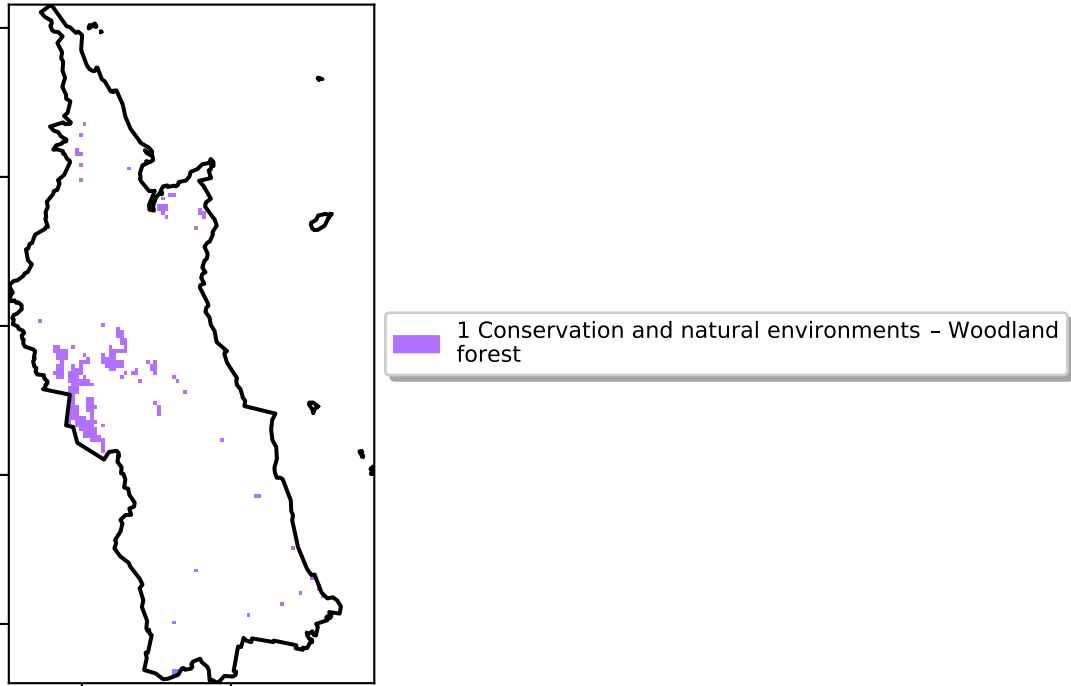 1 Conservation and natural environments – Woodland
forest